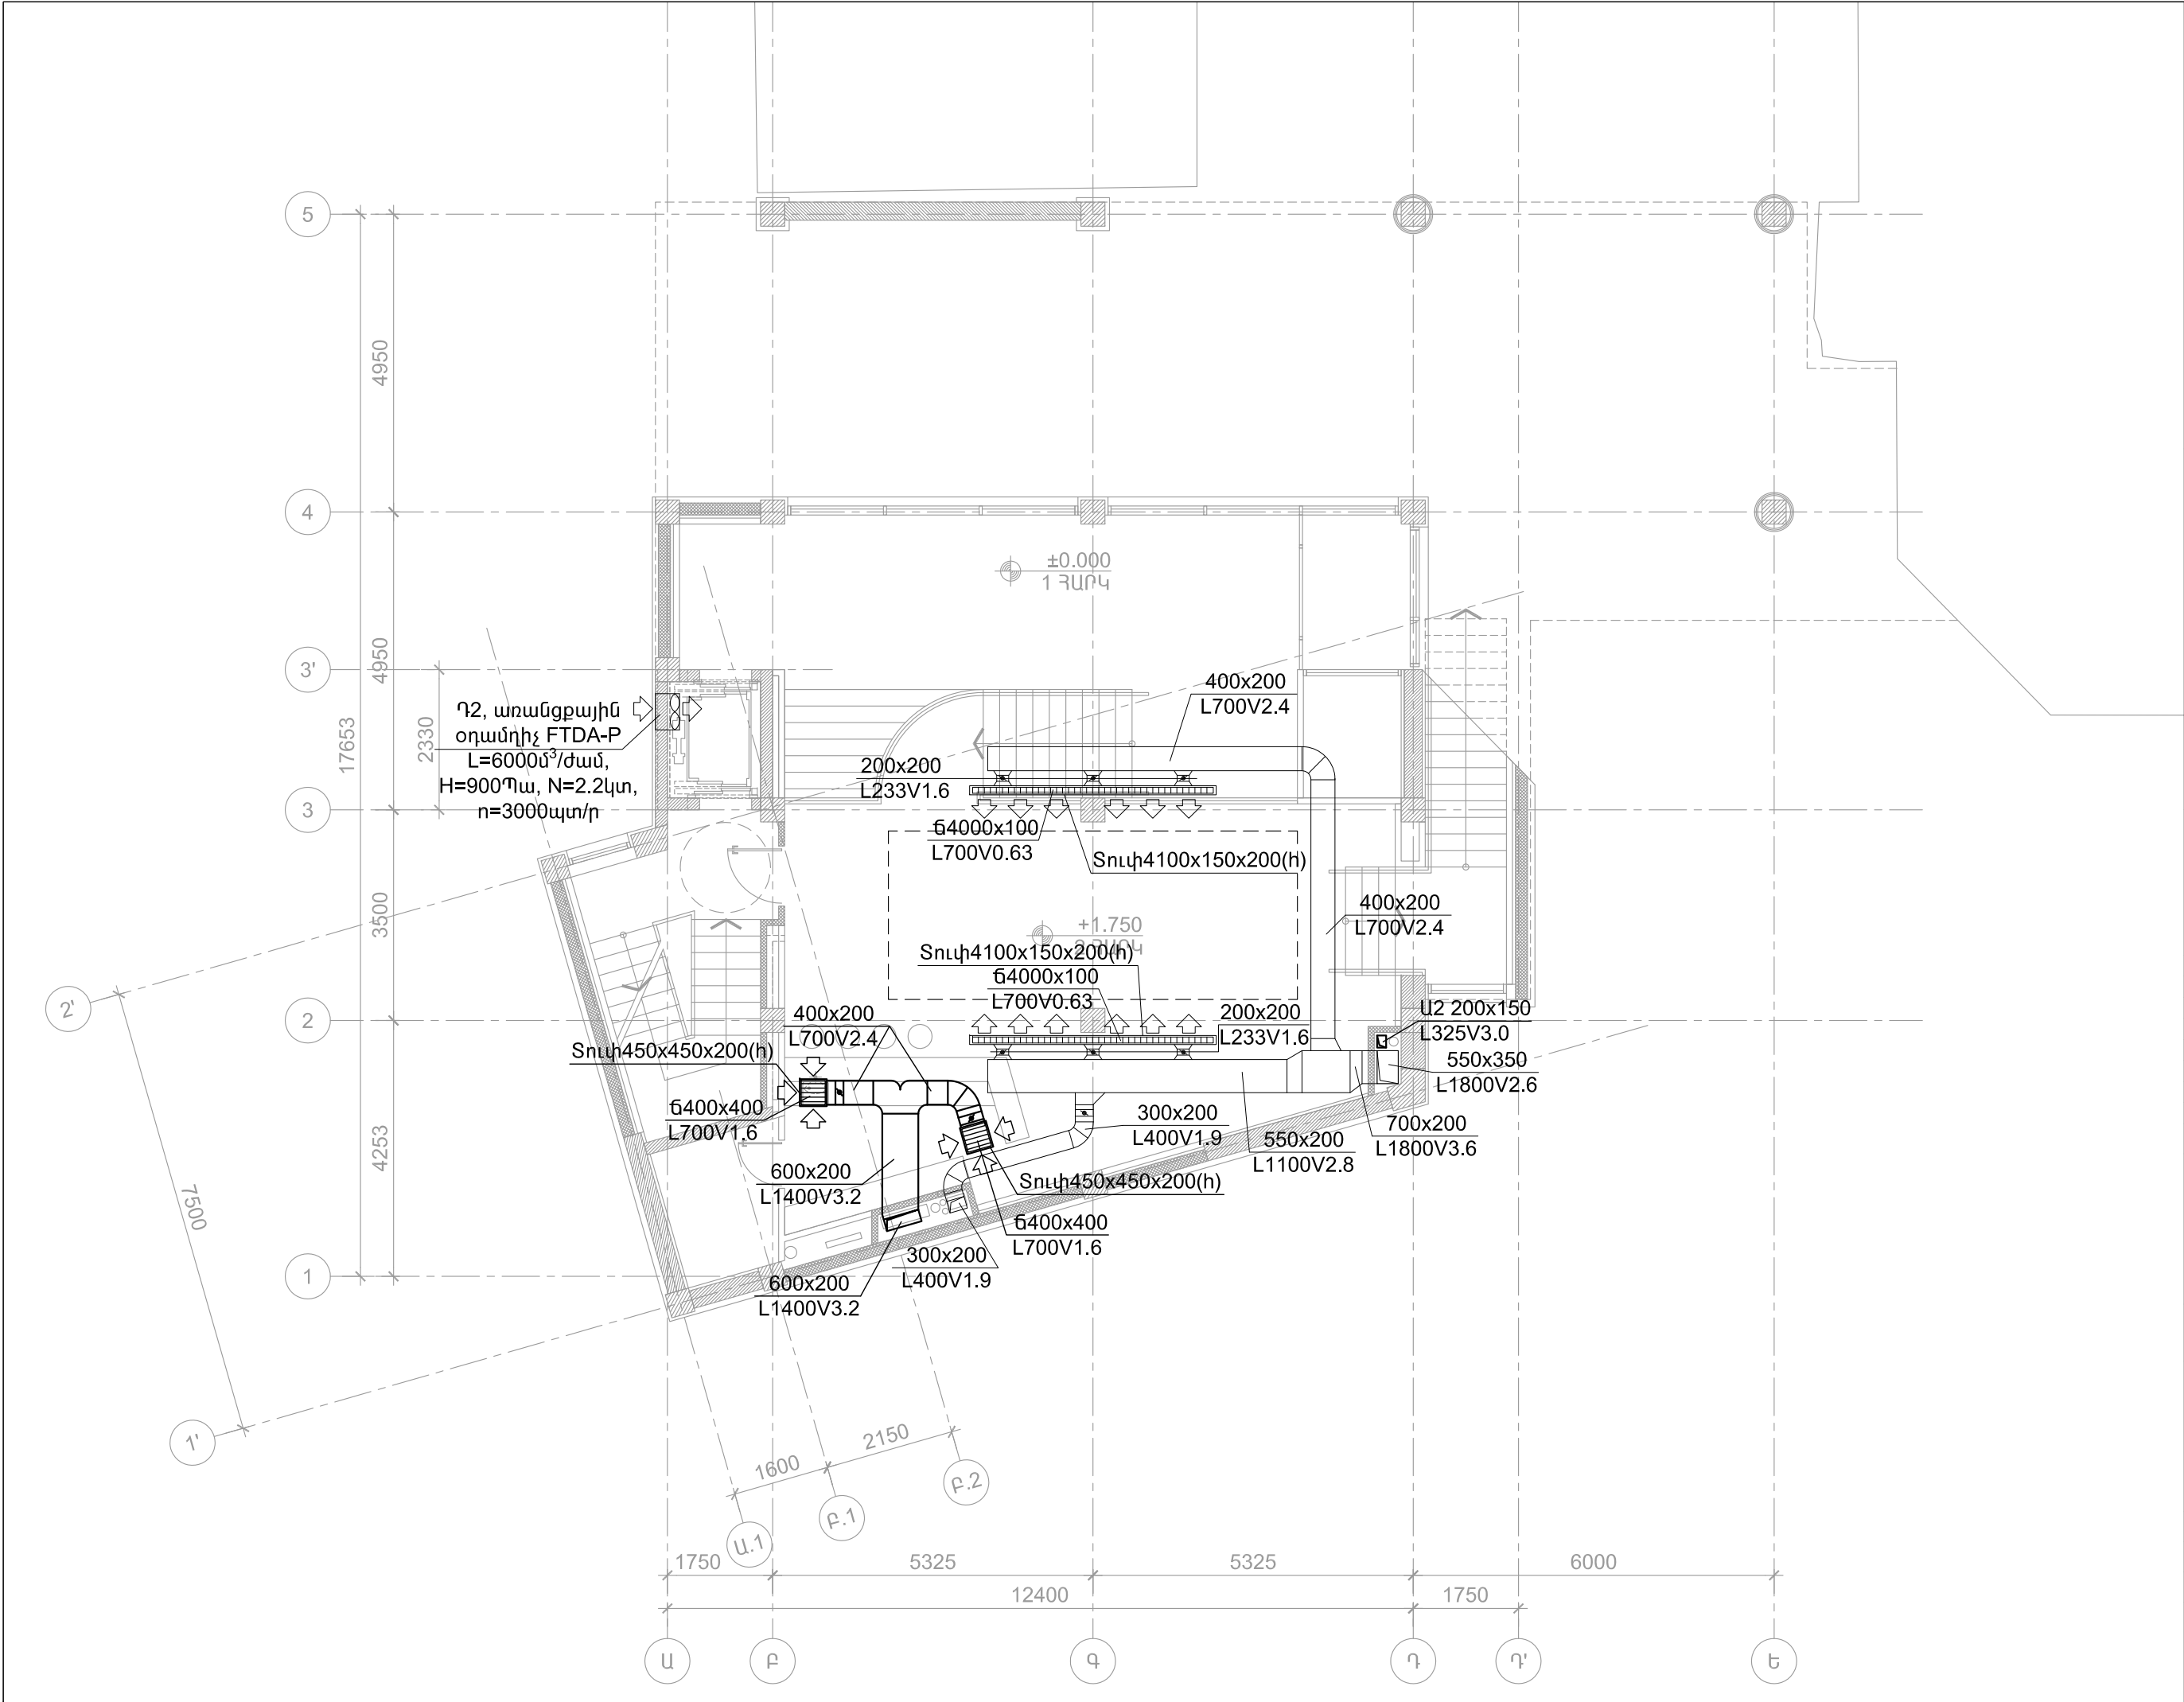 5
4950
4
±0.000
1 ՀԱՐԿ
4950
3'
17653
2330
Դ2, առանցքային
օդամղիչ FTDA-P
L=6000մ³/ժամ,
H=900Պա, N=2.2կտ,
n=3000պտ/ր
400x200
L700V2.4
200x200
L233V1.6
3
Ճ4000x100
L700V0.63
Տուփ4100x150x200(h)
3500
400x200
L700V2.4
+1.750
2 ՀԱՐԿ
Տուփ4100x150x200(h)
Ճ4000x100
L700V0.63
2'
2
400x200
L700V2.4
200x200
L233V1.6
Ա2 200x150
L325V3.0
Տուփ450x450x200(h)
550x350
L1800V2.6
Ճ400x400
L700V1.6
300x200
L400V1.9
700x200
L1800V3.6
550x200
L1100V2.8
4253
600x200
L1400V3.2
Տուփ450x450x200(h)
7500
Ճ400x400
L700V1.6
300x200
L400V1.9
1
600x200
L1400V3.2
1'
2150
1600
Բ.2
Բ.1
Ա.1
1750
5325
5325
6000
12400
1750
Ա
Բ
Գ
Դ
Դ'
Ե